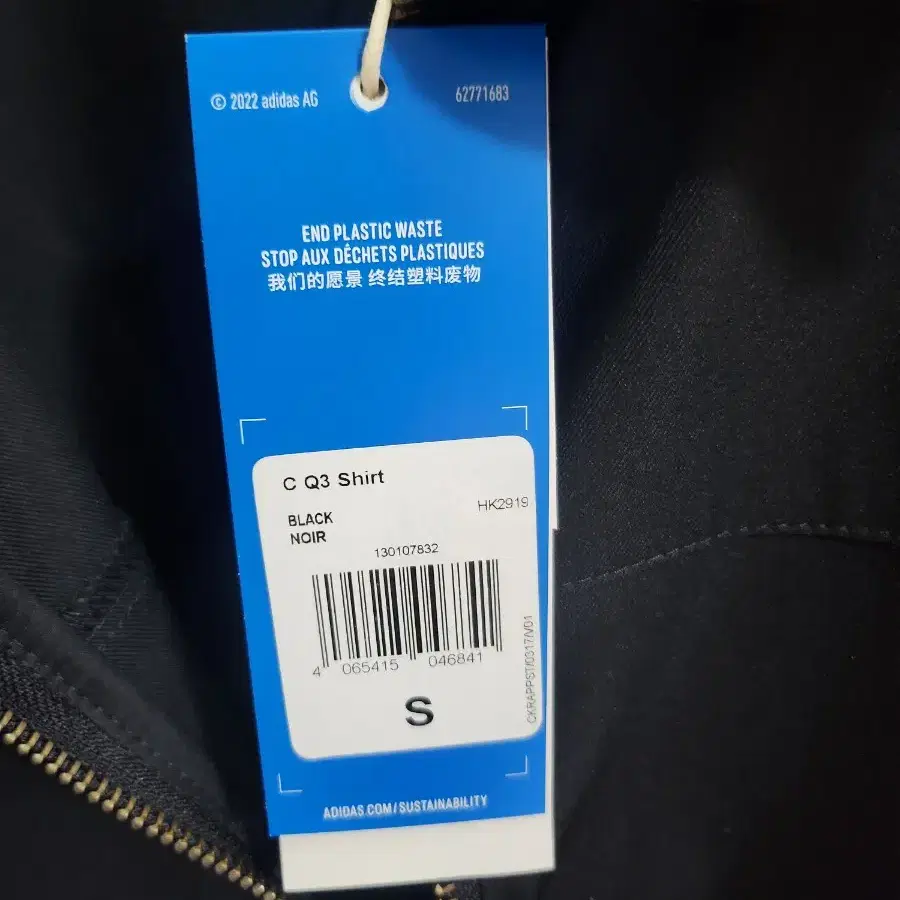 © 2022 adidas AG
62771683
END PLASTIC WASTE
STOP AUX DÉCHETS PLASTIQUES
我们的愿景 终结塑料废物
C Q3 Shirt
BLACK
NOIR
HK2919
130107832
4 065415 046841
S
CKRAPPST/0317/V01
ADIDAS.COM/SUSTAINABILITY